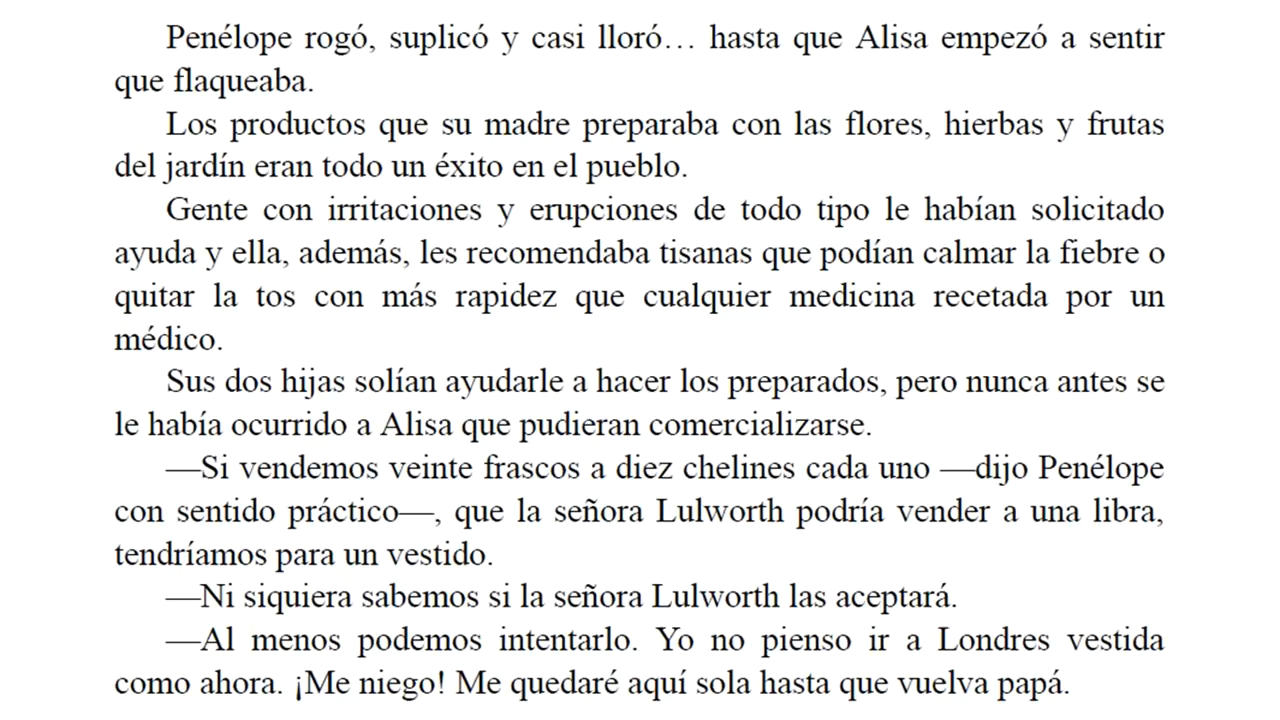 Penélope rogó, suplicó y casi lloró… hasta que Alisa empezó a sentir
que flaqueaba.
Los productos que su madre preparaba con las flores, hierbas y frutas
del jardín eran todo un éxito en el pueblo.
Gente con irritaciones y erupciones de todo tipo le habían solicitado
ayuda y ella, además, les recomendaba tisanas que podían calmar la fiebre o
quitar la tos con más rapidez que cualquier medicina recetada por un
médico.
Sus dos hijas solían ayudarle a hacer los preparados, pero nunca antes se
le había ocurrido a Alisa que pudieran comercializarse.
—Si vendemos veinte frascos a diez chelines cada uno —dijo Penélope
con sentido práctico—, que la señora Lulworth podría vender a una libra,
tendríamos para un vestido.
—Ni siquiera sabemos si la señora Lulworth las aceptará.
—Al menos podemos intentarlo. Yo no pienso ir a Londres vestida
como ahora. ¡Me niego! Me quedaré aquí sola hasta que vuelva papá.